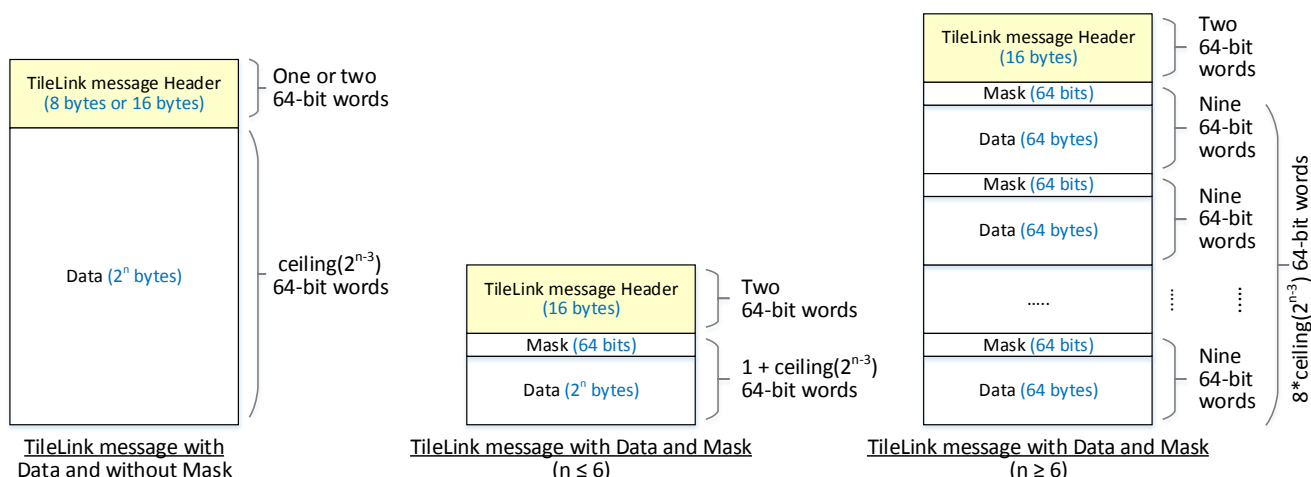 TileLink message Header
(8 bytes or 16 bytes)
One or two
64-bit words
Data (2ⁿ bytes)
ceiling(2ⁿ⁻³)
64-bit words
TileLink message with
Data and without Mask
TileLink message Header
(16 bytes)
Two
64-bit words
Mask (64 bits)
Data (2ⁿ bytes)
1 + ceiling(2ⁿ⁻³)
64-bit words
TileLink message with Data and Mask
(n ≤ 6)
TileLink message Header
(16 bytes)
Two
64-bit
words
Mask (64 bits)
Data (64 bytes)
Nine
64-bit
words
Mask (64 bits)
Data (64 bytes)
Nine
64-bit
words
.....
.....
.....
Mask (64 bits)
Data (64 bytes)
Nine
64-bit
words
8*ceiling(2ⁿ⁻³) 64-bit words
TileLink message with Data and Mask
(n ≥ 6)